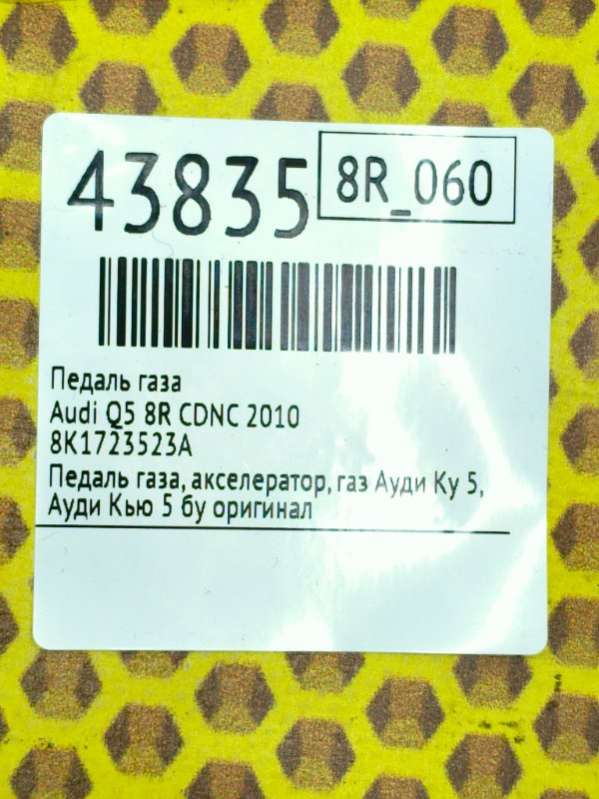 43835
8R_060
Педаль газа
Audi Q5 8R CDNC 2010
8K1723523A
Педаль газа, акселератор, газ Ауди Ку 5,
Ауди Кью 5 бу оригинал